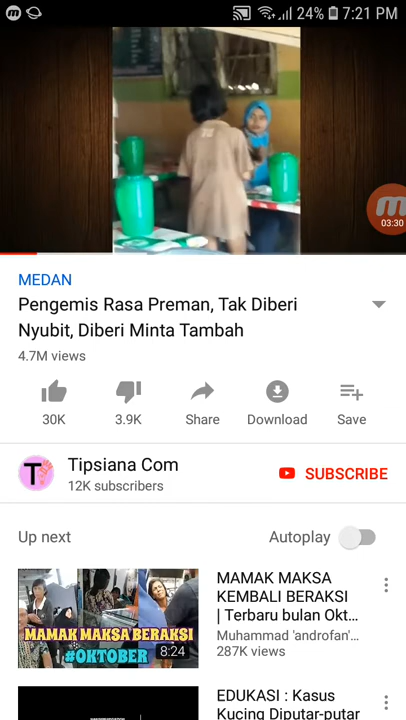 24% 7:21 PM
03:30
MEDAN
Pengemis Rasa Preman, Tak Diberi
Nyubit, Diberi Minta Tambah
4.7M views
30K 3.9K Share Download Save
T
Tipsiana Com
12K subscribers
SUBSCRIBE
Up next Autoplay
MAMAK MAKSA BERAKSI
#OKTOBER
8:24
MAMAK MAKSA
KEMBALI BERAKSI
| Terbaru bulan Okt...
Muhammad 'androfan'...
287K views
EDUKASI : Kasus
Kucing Diputar-putar